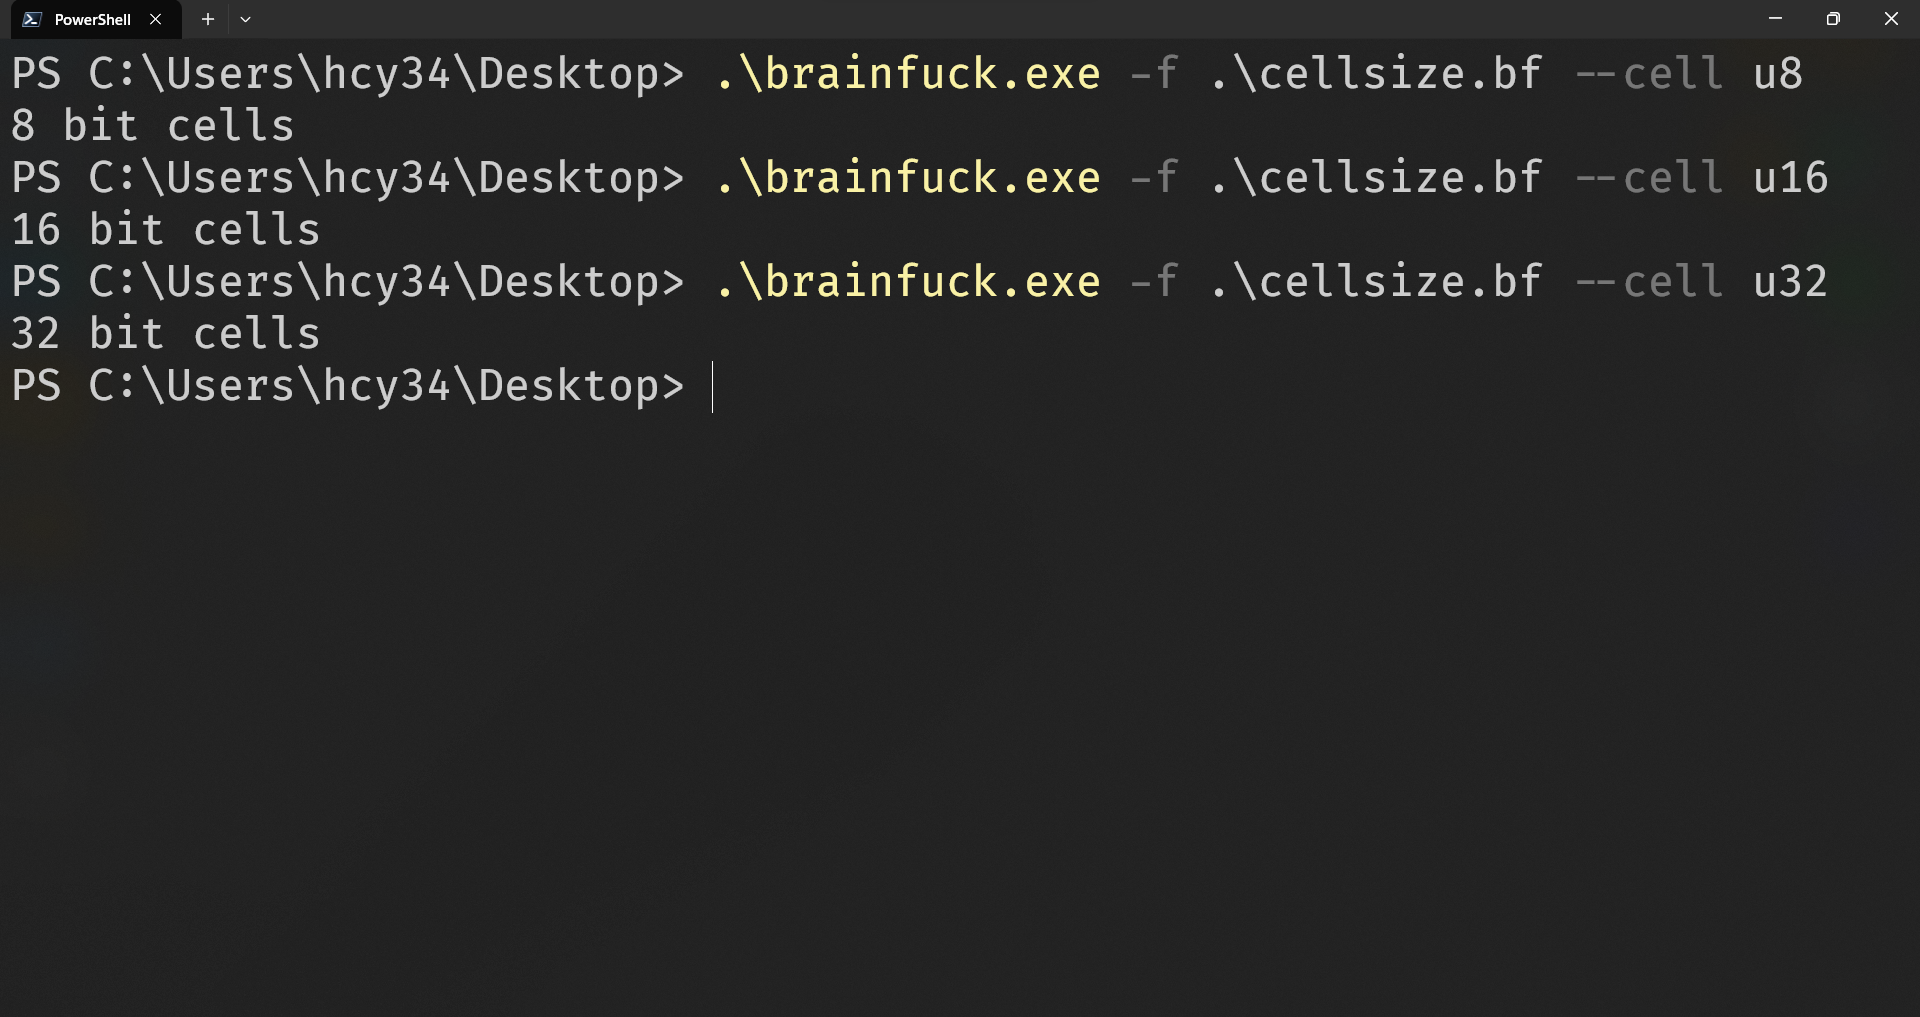 PowerShell
PS C:\Users\hcy34\Desktop> .\brainfuck.exe -f .\cellsize.bf --cell u8
8 bit cells
PS C:\Users\hcy34\Desktop> .\brainfuck.exe -f .\cellsize.bf --cell u16
16 bit cells
PS C:\Users\hcy34\Desktop> .\brainfuck.exe -f .\cellsize.bf --cell u32
32 bit cells
PS C:\Users\hcy34\Desktop>